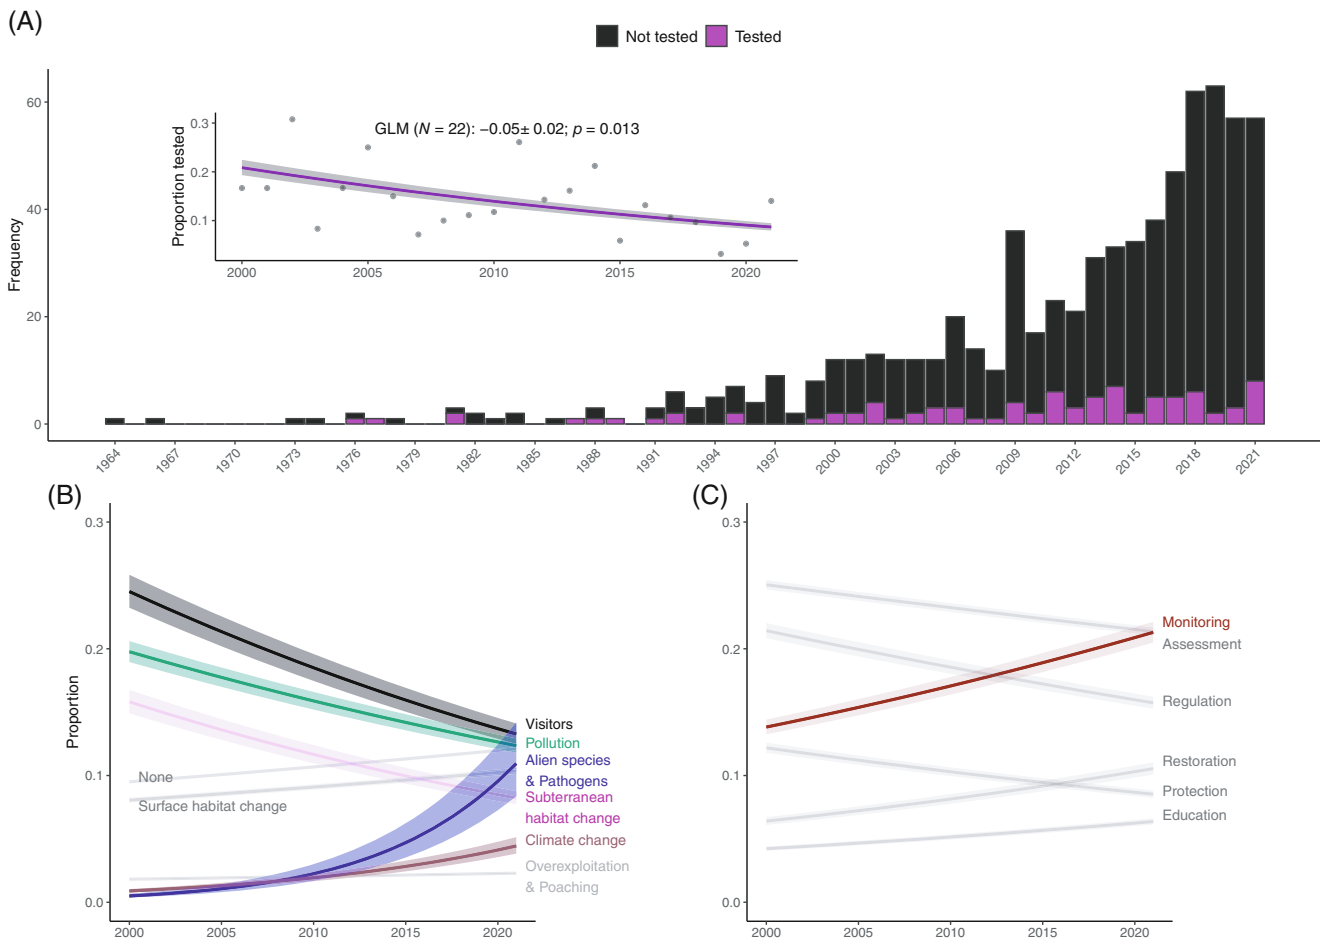 (A)
Not tested
Tested
Frequency
60
40
20
0
Proportion tested
0.3
0.2
0.1
GLM (N = 22): −0.05± 0.02; p = 0.013
2000
2005
2010
2015
2020
1964
1967
1970
1973
1976
1979
1982
1985
1988
1991
1994
1997
2000
2003
2006
2009
2012
2015
2018
2021
(B)
Proportion
0.3
0.2
0.1
0.0
None
Surface habitat change
Visitors
Pollution
Alien species
& Pathogens
Subterranean
habitat change
Climate change
Overexploitation
& Poaching
2000
2005
2010
2015
2020
(C)
0.3
0.2
0.1
0.0
Monitoring
Assessment
Regulation
Restoration
Protection
Education
2000
2005
2010
2015
2020